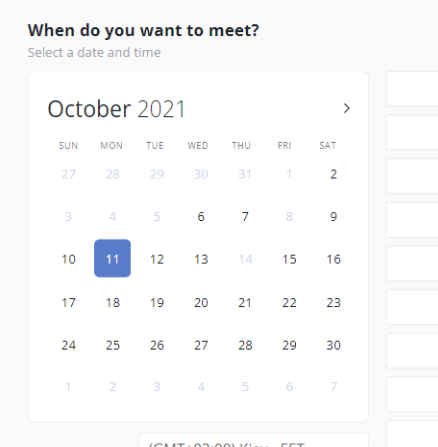 When do you want to meet?
Select a date and time
October 2021
SUN MON TUE WED THU FRI SAT
27 28 29 30 31 1 2
3 4 5 6 7 8 9
10 11 12 13 14 15 16
17 18 19 20 21 22 23
24 25 26 27 28 29 30
1 2 3 4 5 6 7